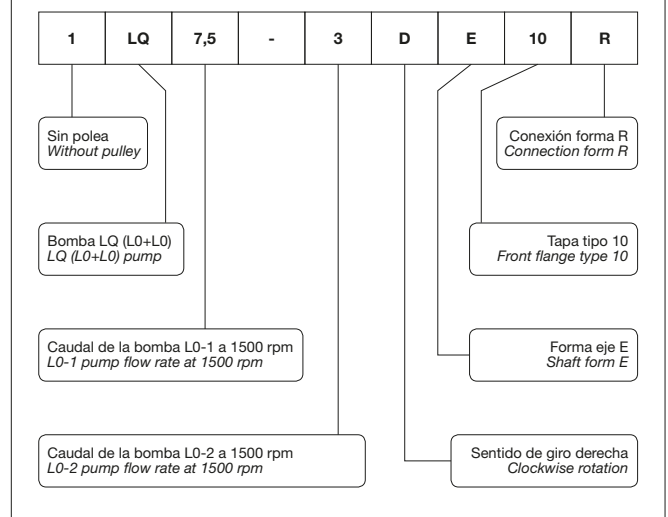 1 LQ 7,5 - 3 D E 10 R
Sin polea
Without pulley
Conexión forma R
Connection form R
Bomba LQ (L0+L0)
LQ (L0+L0) pump
Tapa tipo 10
Front flange type 10
Caudal de la bomba L0-1 a 1500 rpm
L0-1 pump flow rate at 1500 rpm
Forma eje E
Shaft form E
Caudal de la bomba L0-2 a 1500 rpm
L0-2 pump flow rate at 1500 rpm
Sentido de giro derecha
Clockwise rotation